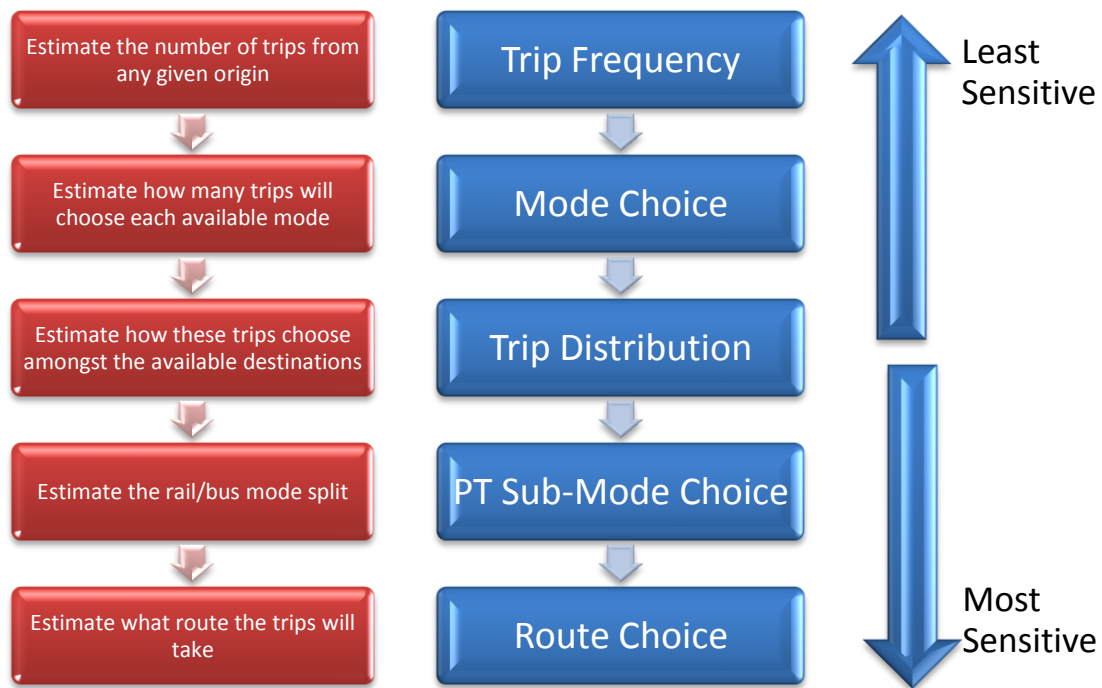 Estimate the number of trips from
any given origin
Trip Frequency
Least
Sensitive
Estimate how many trips will
choose each available mode
Mode Choice
Estimate how these trips choose
amongst the available destinations
Trip Distribution
Estimate the rail/bus mode split
PT Sub-Mode Choice
Estimate what route the trips will
take
Route Choice
Most
Sensitive